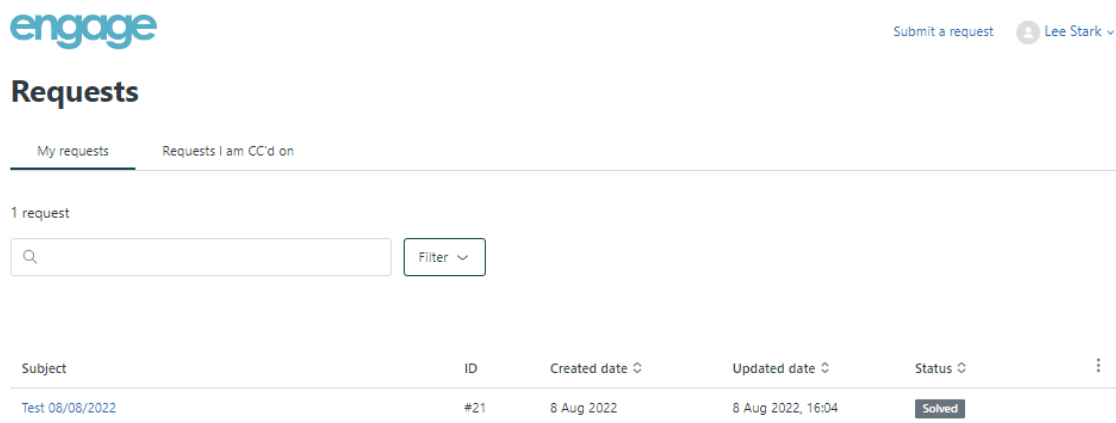 engage
Submit a request Lee Stark
Requests
My requests Requests I am CC'd on
1 request
Filter
Subject ID Created date Updated date Status
Test 08/08/2022 #21 8 Aug 2022 8 Aug 2022, 16:04 Solved